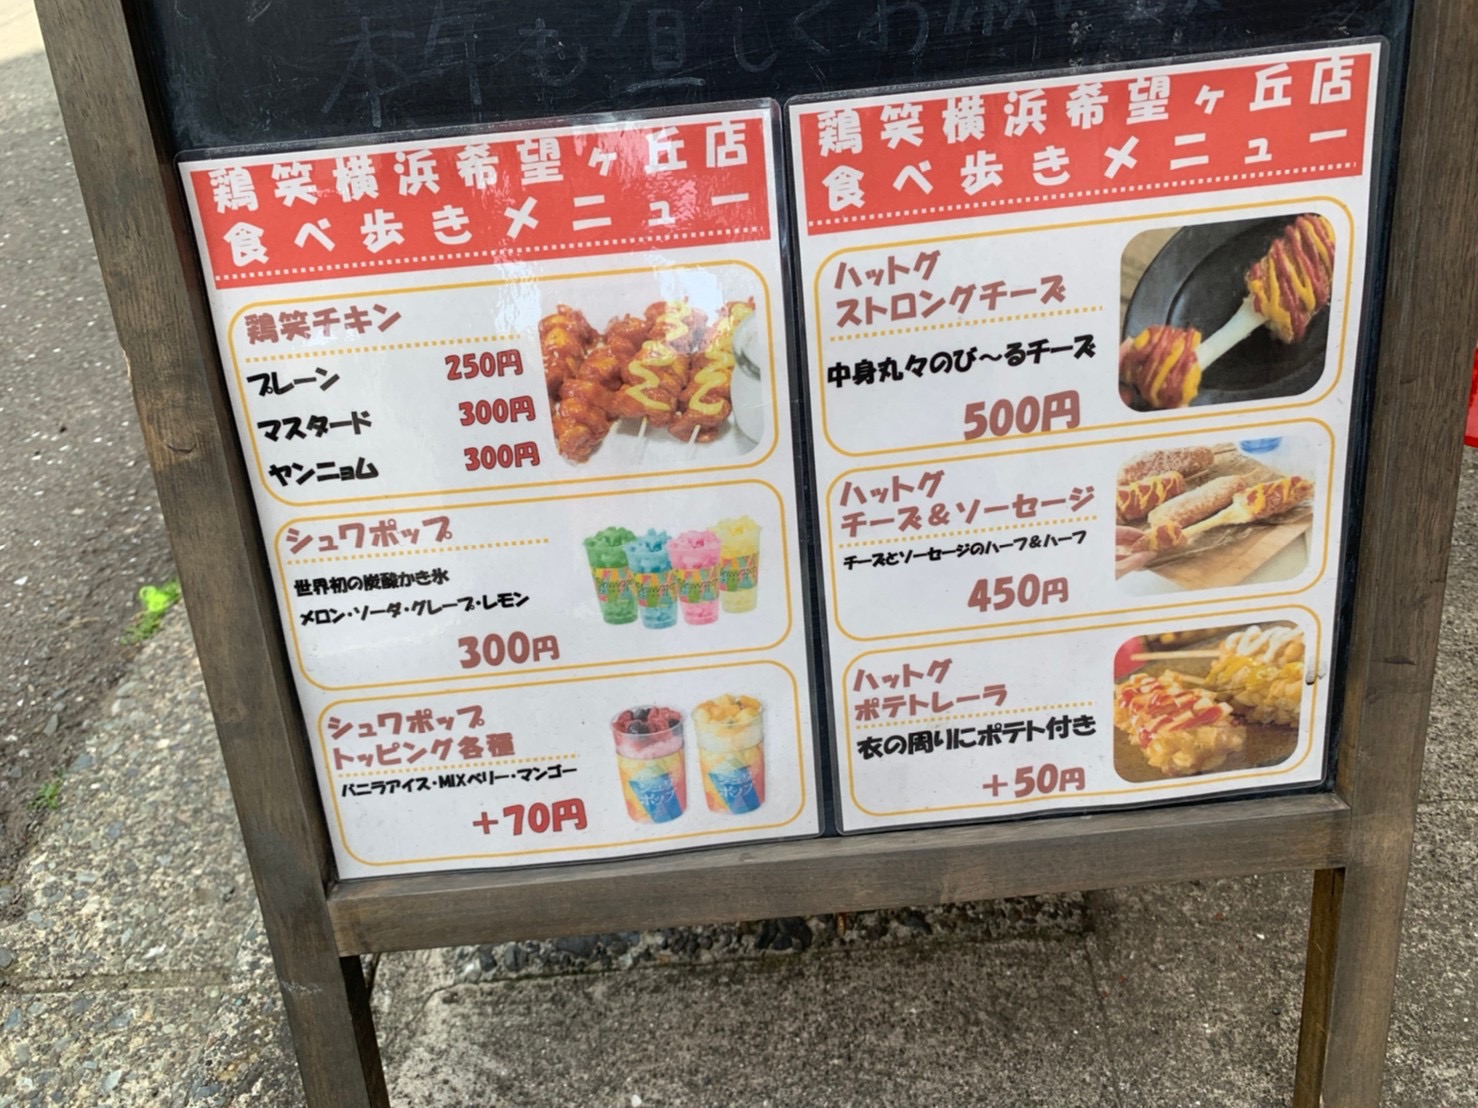 本年も宜しくお願い
鶏笑横浜希望ヶ丘店
食べ歩きメニュー
鶏笑チキン
プレーン 250円
マスタード 300円
ヤンニョム 300円
シュワポップ
世界初の炭酸かき氷
メロン・ソーダ・グレープ・レモン
300円
シュワポップ
トッピング各種
バニラアイス・MIXベリー・マンゴー
+70円
鶏笑横浜希望ヶ丘店
食べ歩きメニュー
ハットグ
ストロングチーズ
中身丸々のび〜るチーズ
500円
ハットグ
チーズ&ソーセージ
チーズとソーセージのハーフ&ハーフ
450円
ハットグ
ポテトレーラ
衣の周りにポテト付き
+50円